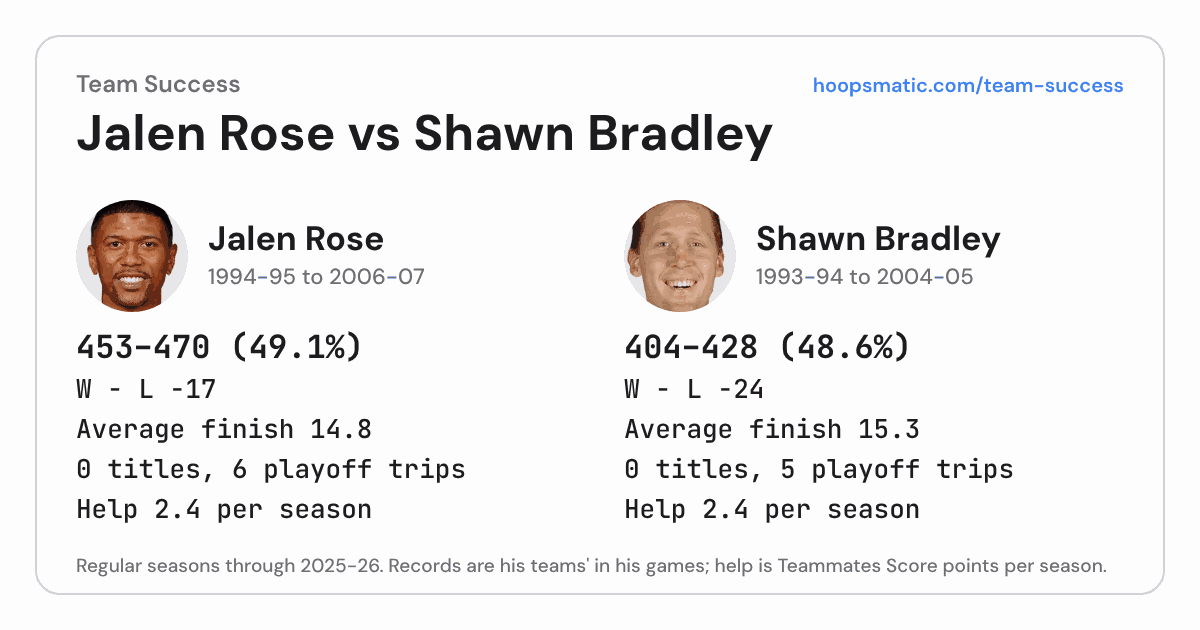 Team Success
hoopsmatic.com/team-success
Jalen Rose vs Shawn Bradley
Jalen Rose
1994-95 to 2006-07
453-470 (49.1%)
W - L -17
Average finish 14.8
0 titles, 6 playoff trips
Help 2.4 per season
Shawn Bradley
1993-94 to 2004-05
404-428 (48.6%)
W - L -24
Average finish 15.3
0 titles, 5 playoff trips
Help 2.4 per season
Regular seasons through 2025-26. Records are his teams' in his games; help is Teammates Score points per season.